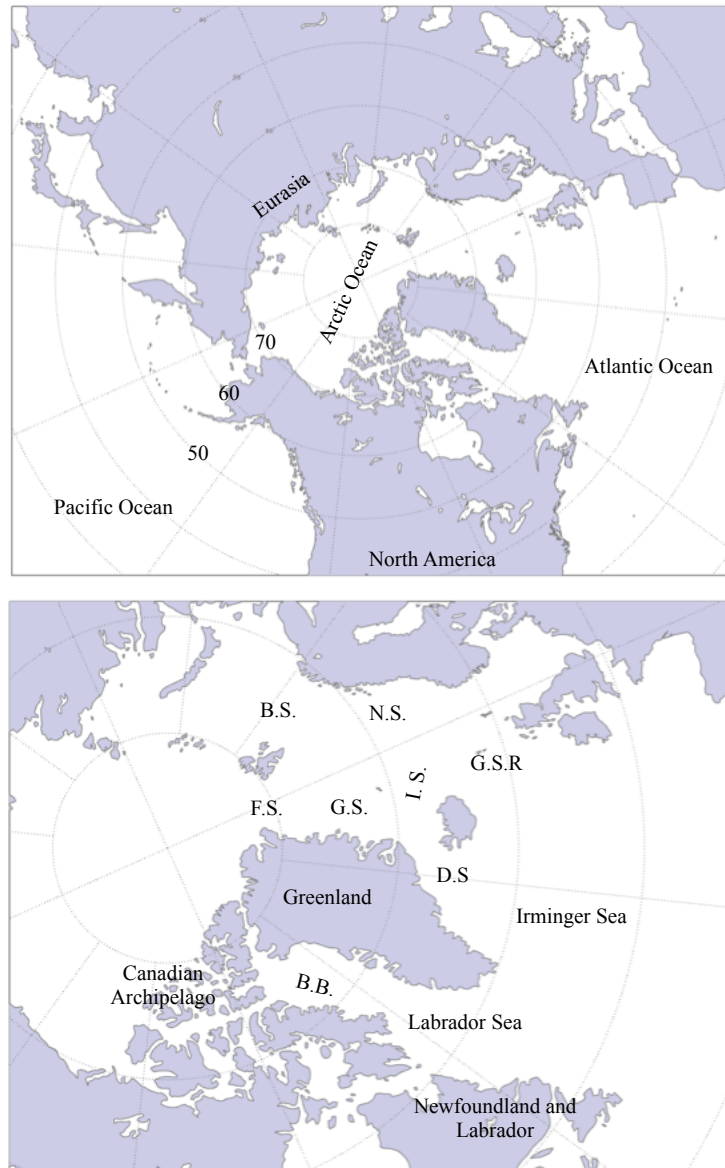 Eurasia
Arctic Ocean
70
60
50
Atlantic Ocean
Pacific Ocean
North America
B.S.
N.S.
G.S.R
I.S.
F.S.
G.S.
D.S
Greenland
Irminger Sea
Canadian
Archipelago
B.B.
Labrador Sea
Newfoundland and
Labrador